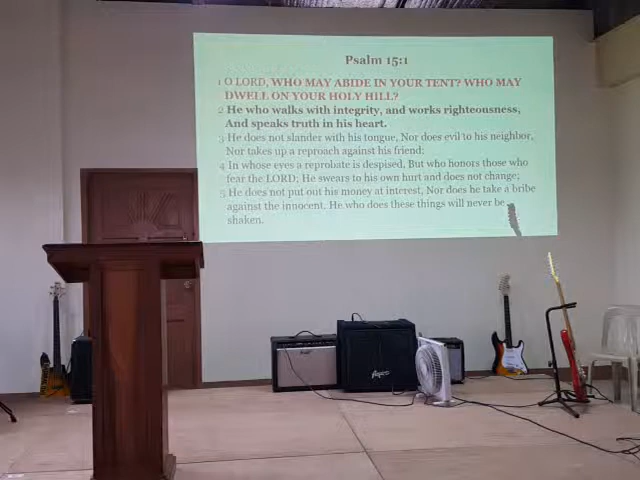 Psalm 15:1
1 O LORD, WHO MAY ABIDE IN YOUR TENT? WHO MAY
DWELL ON YOUR HOLY HILL?
2 He who walks with integrity, and works righteousness,
And speaks truth in his heart.
3 He does not slander with his tongue, Nor does evil to his neighbor,
Nor takes up a reproach against his friend;
4 In whose eyes a reprobate is despised, But who honors those who
fear the LORD; He swears to his own hurt and does not change;
5 He does not put out his money at interest, Nor does he take a bribe
against the innocent. He who does these things will never be
shaken.